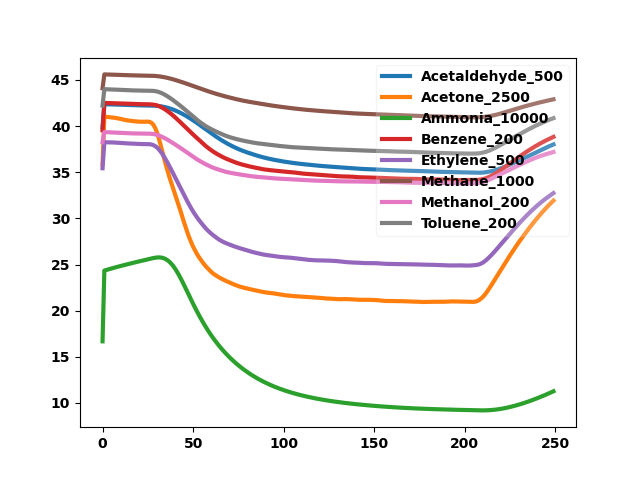 45
40
35
30
25
20
15
10
0
50
100
150
200
250
Acetaldehyde_500
Acetone_2500
Ammonia_10000
Benzene_200
Ethylene_500
Methane_1000
Methanol_200
Toluene_200